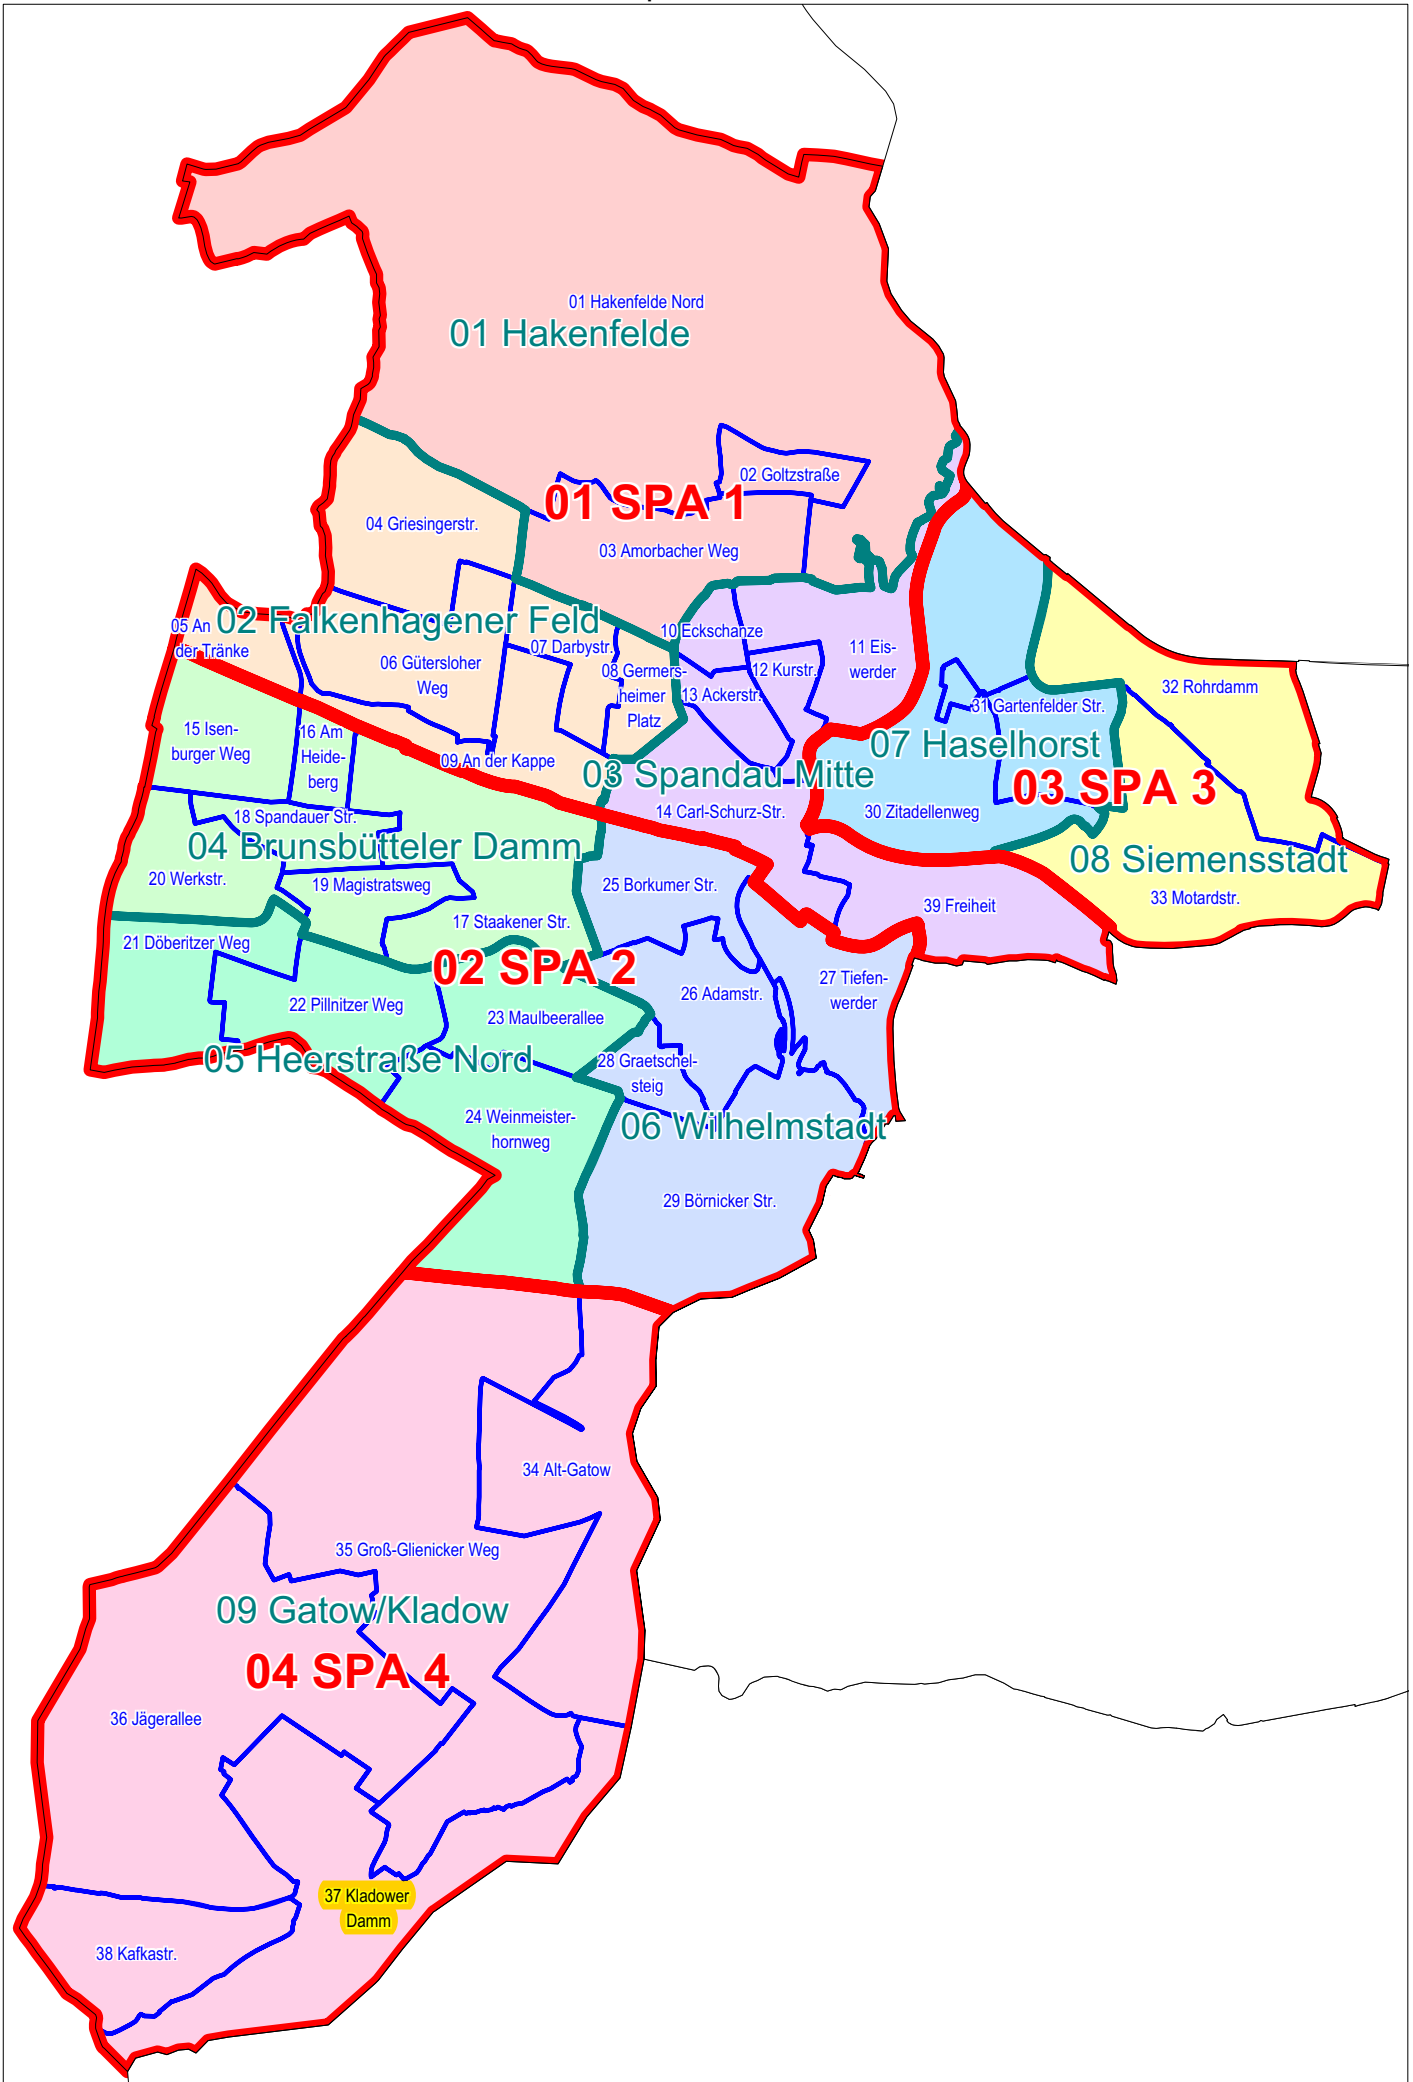 01 Hakenfelde Nord
01 Hakenfelde
02 Goltzstraße
01 SPA 1
04 Griesingerstr.
03 Amorbacher Weg
02 Falkenhagener Feld
05 An
der Tränke
06 Gütersloher
Weg
07 Darbystr.
08 Germers-
heimer
Platz
09 An der Kappe
10 Eckschanze
11 Eis-
werder
12 Kurstr.
13 Ackerstr.
03 Spandau Mitte
14 Carl-Schurz-Str.
32 Rohrdamm
31 Gartenfelder Str.
07 Haselhorst
03 SPA 3
30 Zitadellenweg
08 Siemensstadt
33 Motardstr.
39 Freiheit
15 Isen-
burger Weg
16 Am
Heide-
berg
18 Spandauer Str.
04 Brunsbütteler Damm
20 Werkstr.
19 Magistratsweg
17 Staakener Str.
25 Borkumer Str.
21 Döberitzer Weg
02 SPA 2
22 Pillnitzer Weg
23 Maulbeerallee
26 Adamstr.
27 Tiefen-
werder
05 Heerstraße Nord
28 Graetschel-
steig
24 Weinmeister-
hornweg
06 Wilhelmstadt
29 Börnicker Str.
34 Alt-Gatow
35 Groß-Glienicker Weg
09 Gatow/Kladow
04 SPA 4
36 Jägerallee
37 Kladower
Damm
38 Kafkastr.